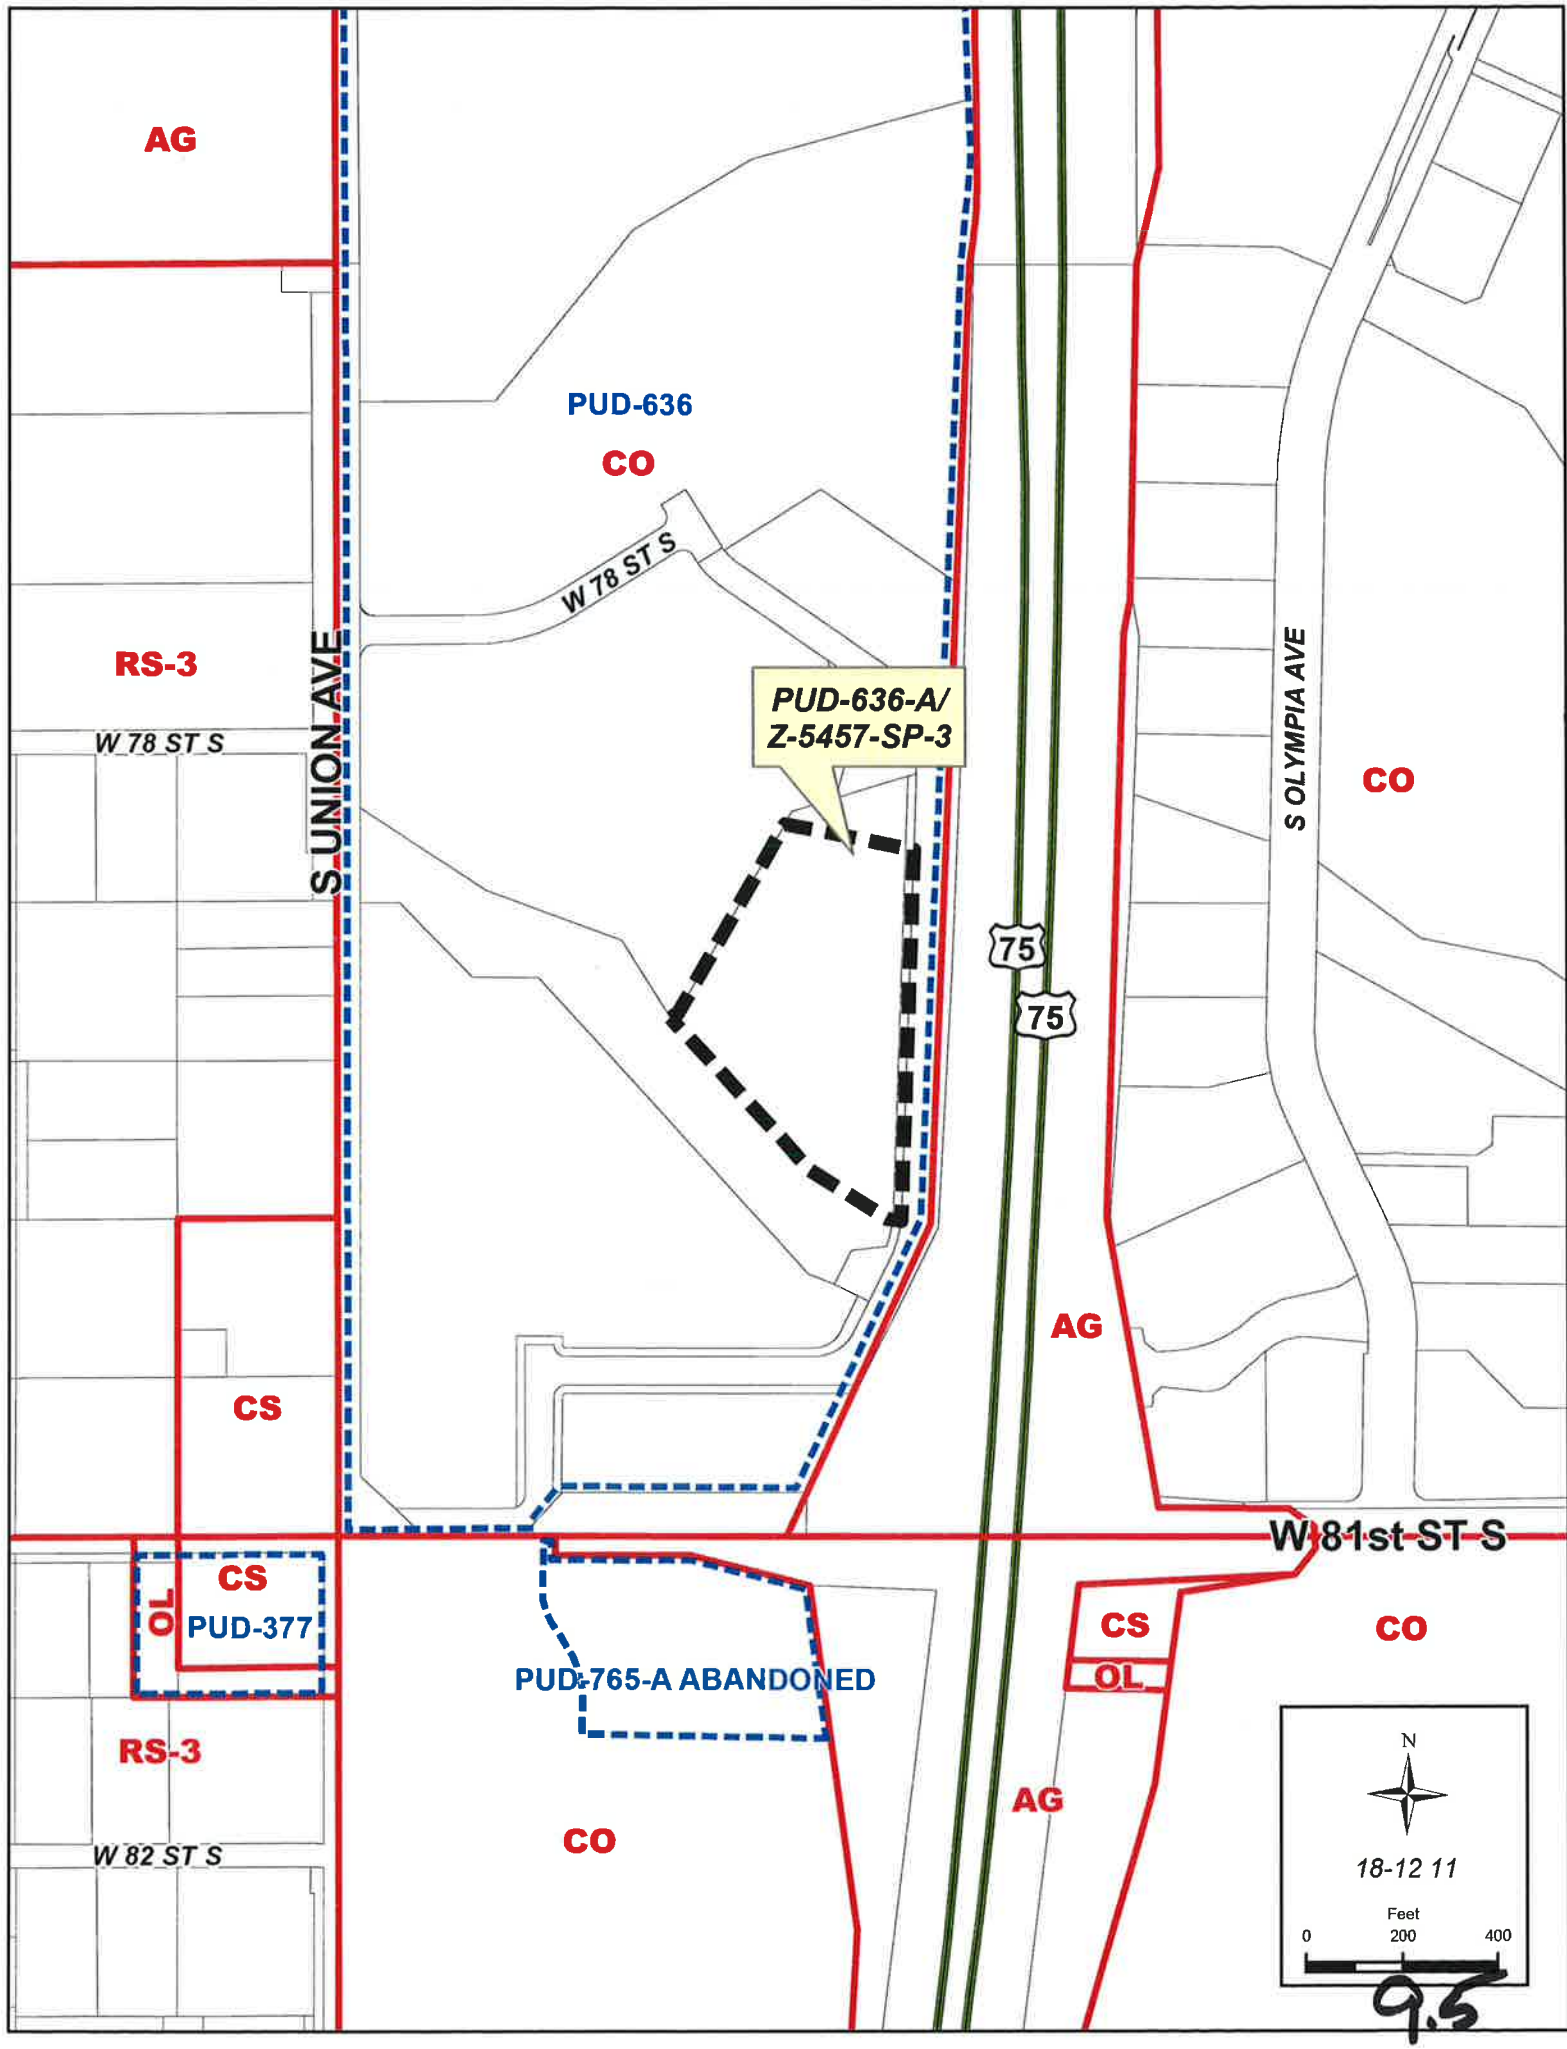 AG
PUD-636
CO
W 78 ST S
RS-3
S UNION AVE
W 78 ST S
PUD-636-A/
Z-5457-SP-3
S OLYMPIA AVE
CO
75
75
AG
CS
W 81st ST S
CS
OL
PUD-377
CS
CO
OL
PUD-765-A ABANDONED
RS-3
AG
CO
W 82 ST S
N
18-12 11
Feet
0 200 400
9.5